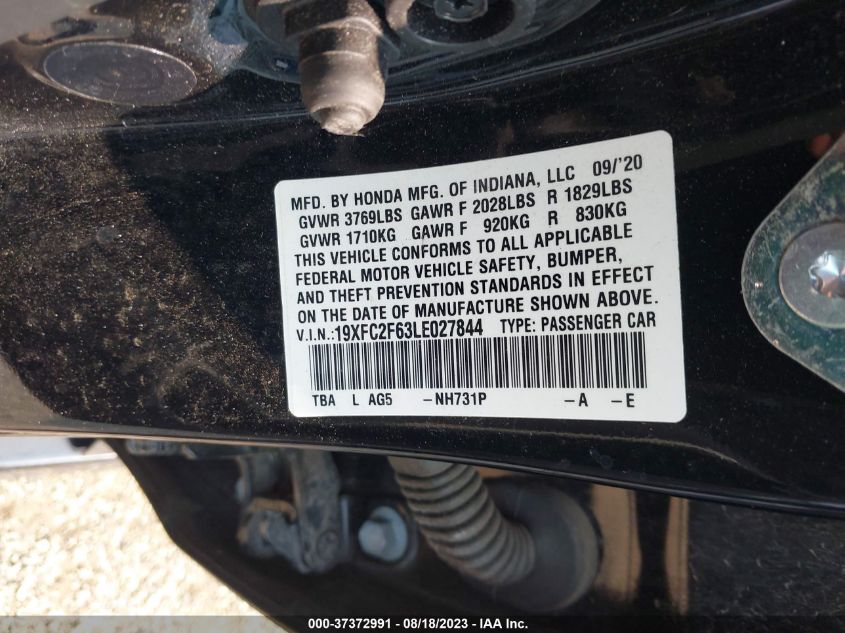 MFD. BY HONDA MFG. OF INDIANA, LLC 09/'20
GVWR 3769LBS GAWR F 2028LBS R 1829LBS
GVWR 1710KG GAWR F 920KG R 830KG
THIS VEHICLE CONFORMS TO ALL APPLICABLE
FEDERAL MOTOR VEHICLE SAFETY, BUMPER,
AND THEFT PREVENTION STANDARDS IN EFFECT
ON THE DATE OF MANUFACTURE SHOWN ABOVE.
V.I.N.:19XFC2F63LE027844 TYPE: PASSENGER CAR
TBA L AG5 -NH731P -A -E
000-37372991 - 08/18/2023 - IAA Inc.